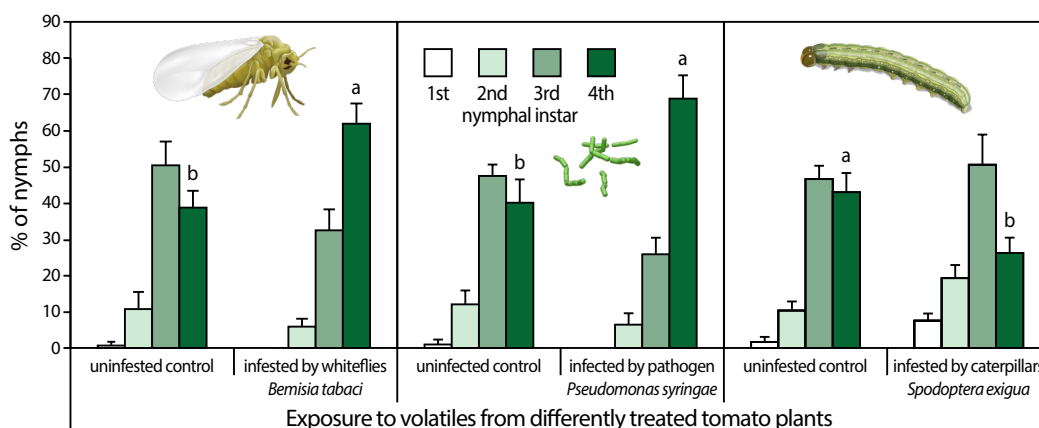 90
80
70
60
50
40
30
20
10
0
% of nymphs
b
a
1st 2nd 3rd 4th
nymphal instar
b
a
a
b
uninfested control
infested by whiteflies
Bemisia tabaci
uninfected control
infected by pathogen
Pseudomonas syringae
uninfested control
infested by caterpillars
Spodoptera exigua
Exposure to volatiles from differently treated tomato plants